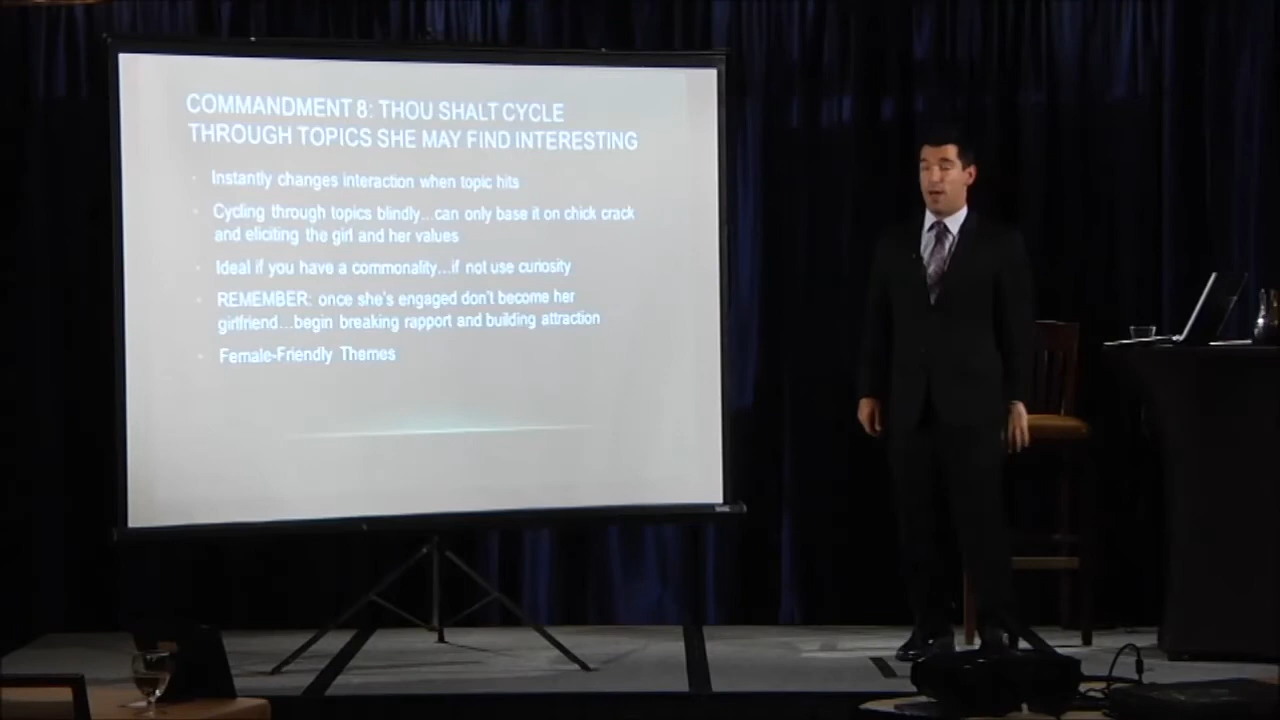 COMMANDMENT 8: THOU SHALT CYCLE
THROUGH TOPICS SHE MAY FIND INTERESTING
Instantly changes interaction when topic hits
Cycling through topics blindly...can only base it on chick crack
and eliciting the girl and her values
Ideal if you have a commonality...if not use curiosity
REMEMBER: once she's engaged don't become her
girlfriend...begin breaking rapport and building attraction
Female-Friendly Themes